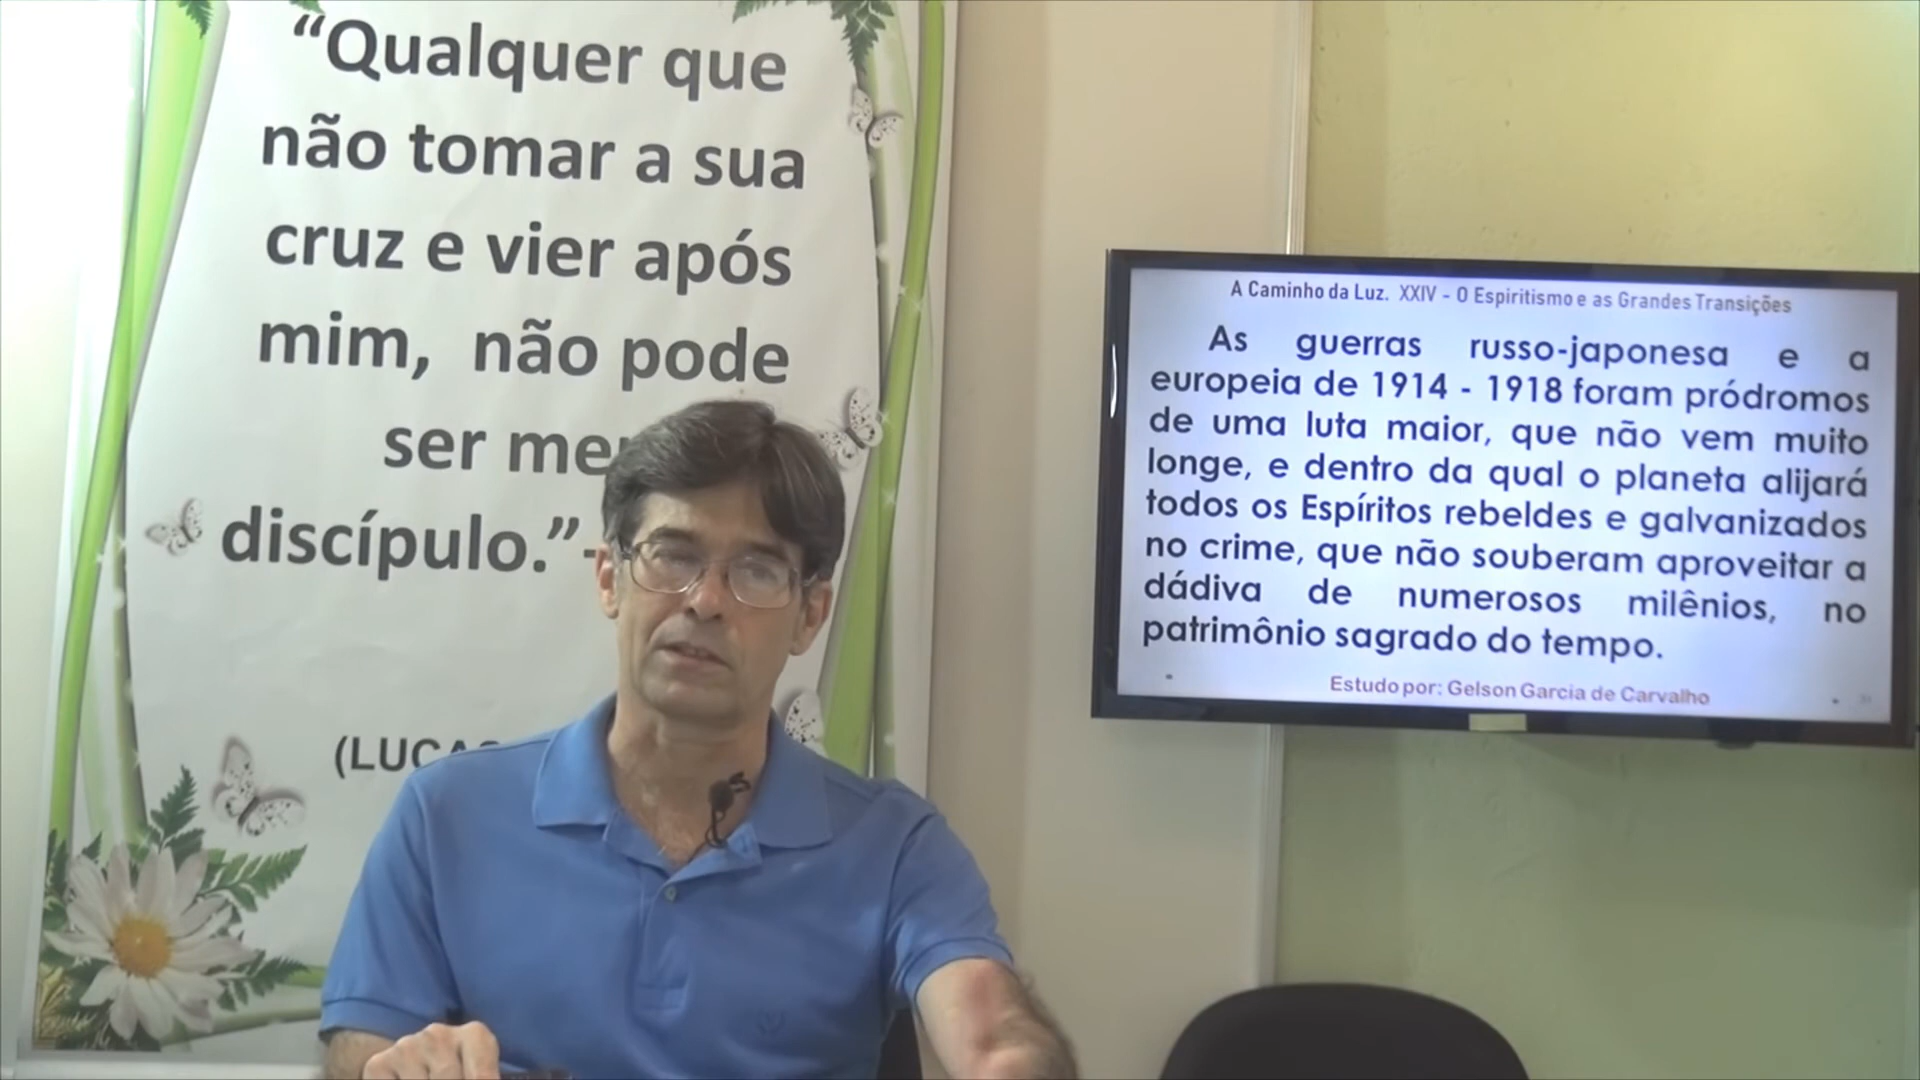 “Qualquer que
não tomar a sua
cruz e vier após
mim, não pode
ser
discípulo.”-
A Caminho da Luz. XXIV - O Espiritismo e as Grandes Transições
As guerras russo-japonesa e a
europeia de 1914 - 1918 foram pródromos
de uma luta maior, que não vem muito
longe, e dentro da qual o planeta alijará
todos os Espíritos rebeldes e galvanizados
no crime, que não souberam aproveitar a
dádiva de numerosos milênios, no
patrimônio sagrado do tempo.
Estudo por: Gelson Garcia de Carvalho